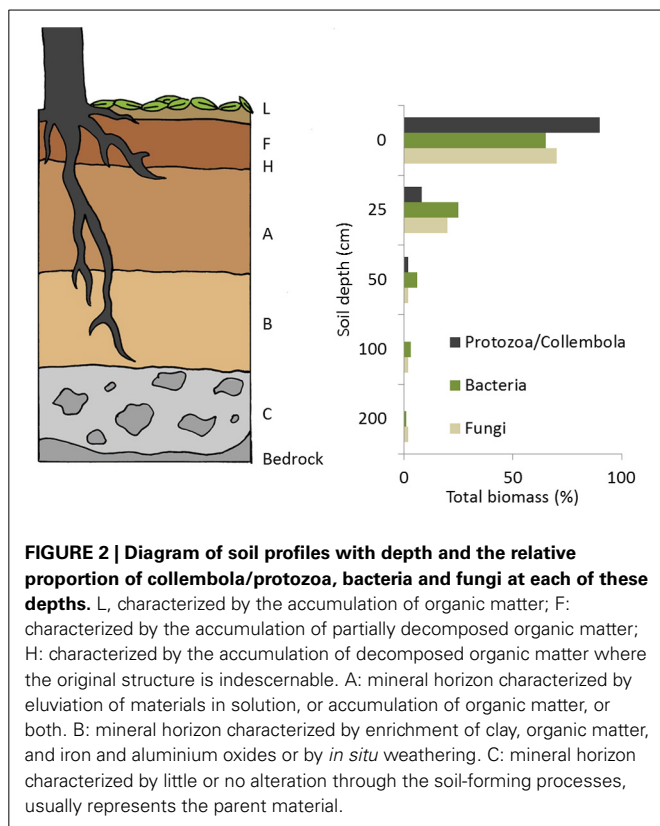 L
F
H
A
B
C
Bedrock
Soil depth (cm)
0
25
50
100
200
Protozoa/Collembola
Bacteria
Fungi
0 50 100
Total biomass (%)
FIGURE 2 | Diagram of soil profiles with depth and the relative
proportion of collembola/protozoa, bacteria and fungi at each of these
depths. L, characterized by the accumulation of organic matter; F:
characterized by the accumulation of partially decomposed organic matter;
H: characterized by the accumulation of decomposed organic matter where
the original structure is indescernable. A: mineral horizon characterized by
eluviation of materials in solution, or accumulation of organic matter, or
both. B: mineral horizon characterized by enrichment of clay, organic matter,
and iron and aluminium oxides or by in situ weathering. C: mineral horizon
characterized by little or no alteration through the soil-forming processes,
usually represents the parent material.